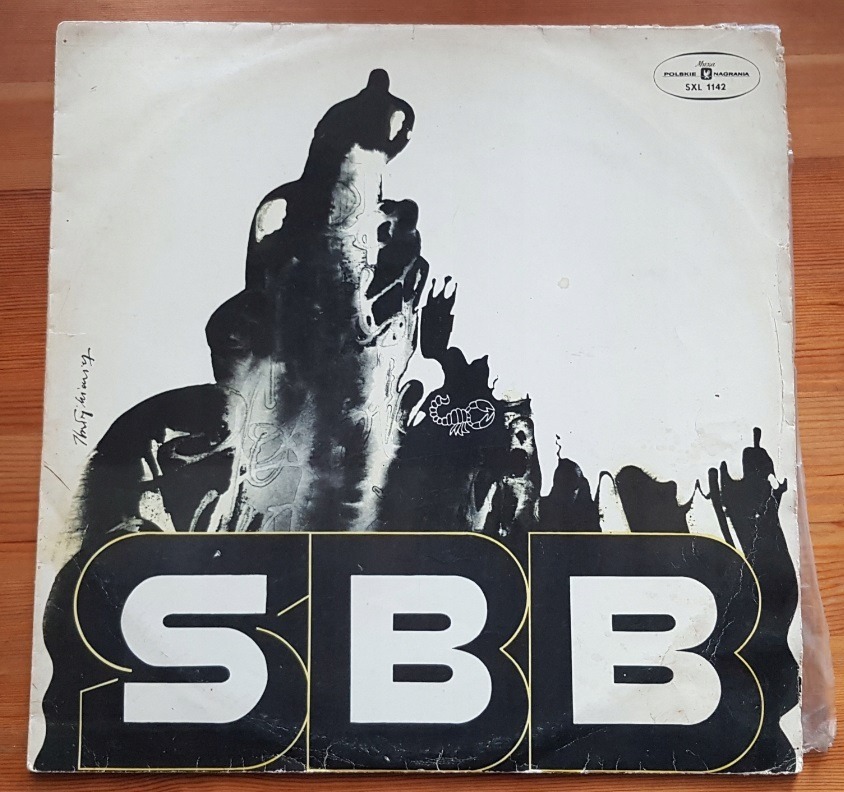 Muza
POLSKIE NAGRANIA
SXL 1142
SBB